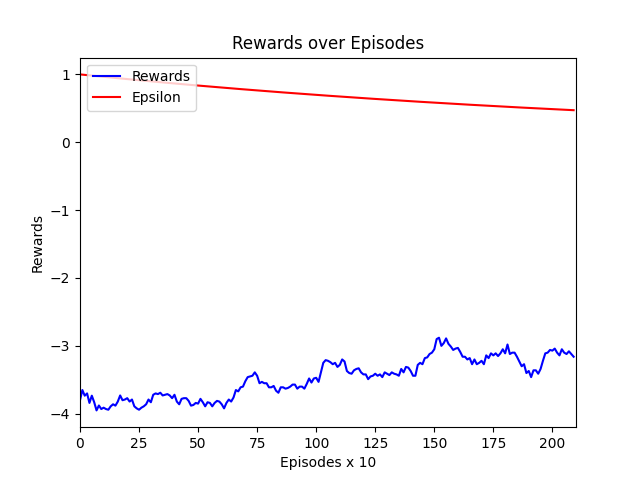 Rewards over Episodes
Rewards
Epsilon
1
0
−1
−2
−3
−4
Rewards
0 25 50 75 100 125 150 175 200
Episodes x 10